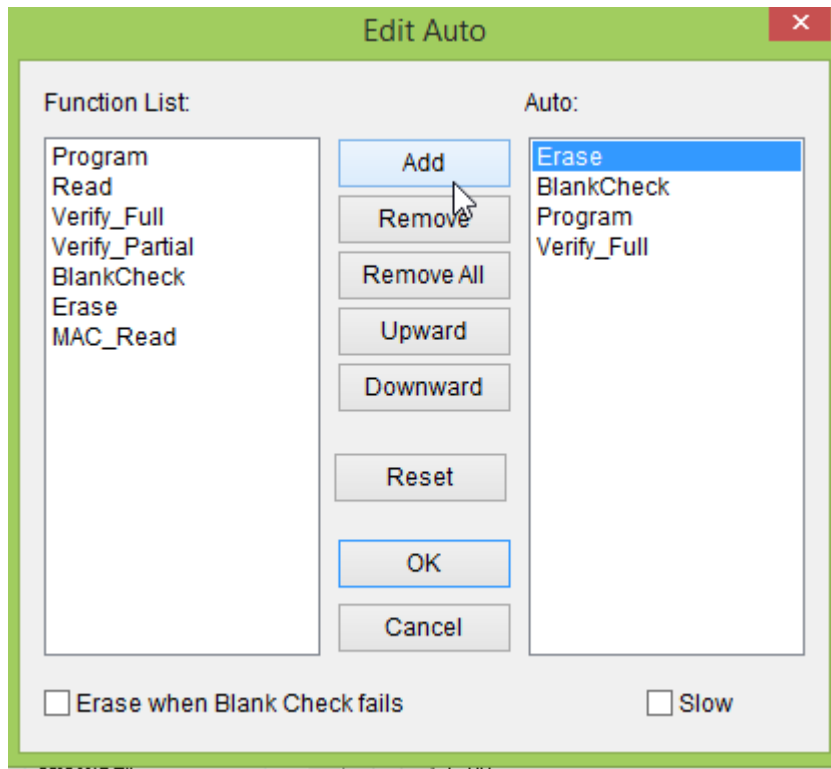 Edit Auto
Function List:
Auto:
Program
Read
Verify_Full
Verify_Partial
BlankCheck
Erase
MAC_Read
Add
Remove
Remove All
Upward
Downward
Reset
OK
Cancel
Erase
BlankCheck
Program
Verify_Full
Erase when Blank Check fails
Slow